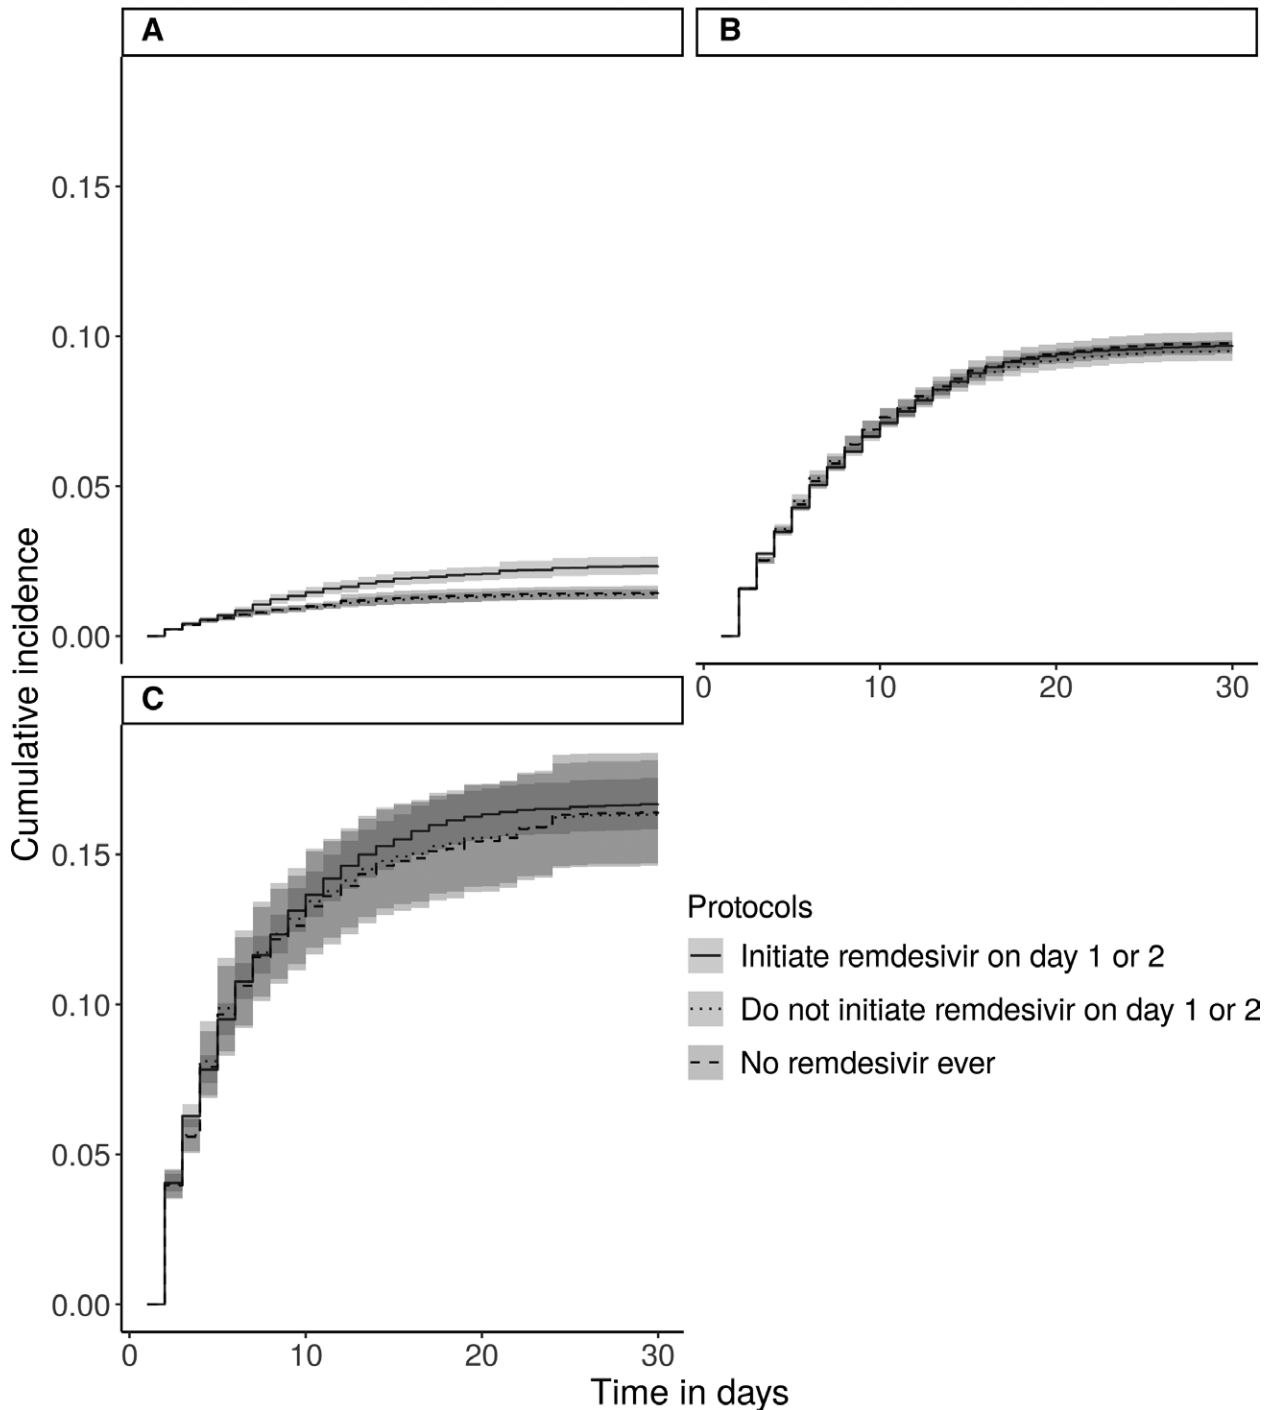 A
B
0.15
0.10
0.05
0.00
0 10 20 30
C
0.15
0.10
0.05
0.00
0 10 20 30
Cumulative incidence
Time in days
Protocols
Initiate remdesivir on day 1 or 2
Do not initiate remdesivir on day 1 or 2
No remdesivir ever